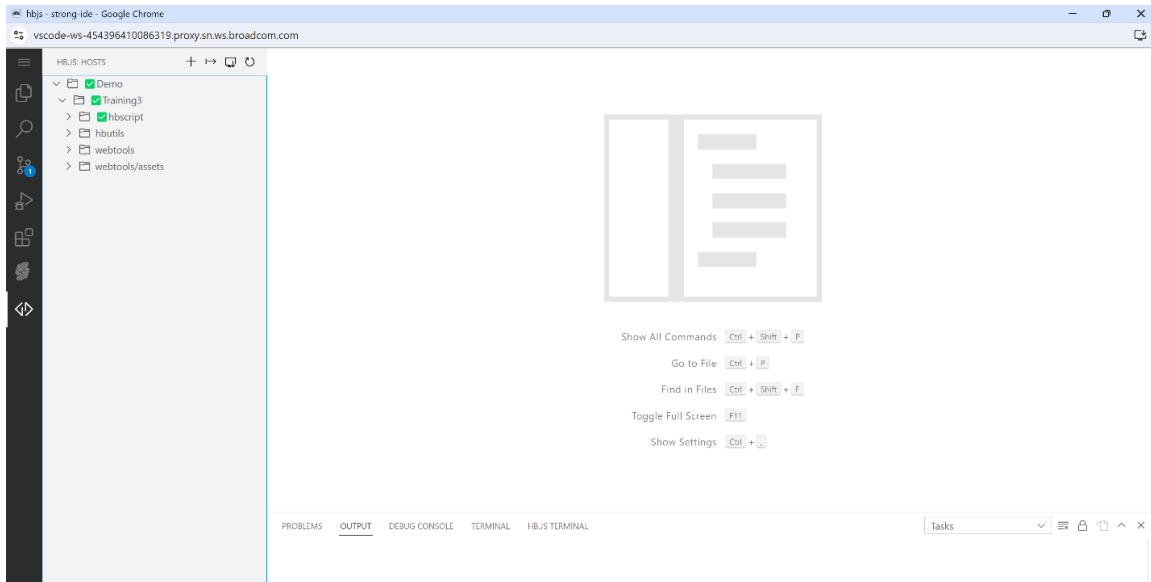 hbjs - strong-ide - Google Chrome
vscode-ws-454396410086319.proxy.sn.ws.broadcom.com
HBJS: HOSTS
Demo
Training3
hbscript
hbutils
webtools
webtools/assets
1
Show All Commands Ctrl + Shift + P
Go to File Ctrl + P
Find in Files Ctrl + Shift + F
Toggle Full Screen F11
Show Settings Ctrl + ,
PROBLEMS OUTPUT DEBUG CONSOLE TERMINAL HBJS TERMINAL Tasks